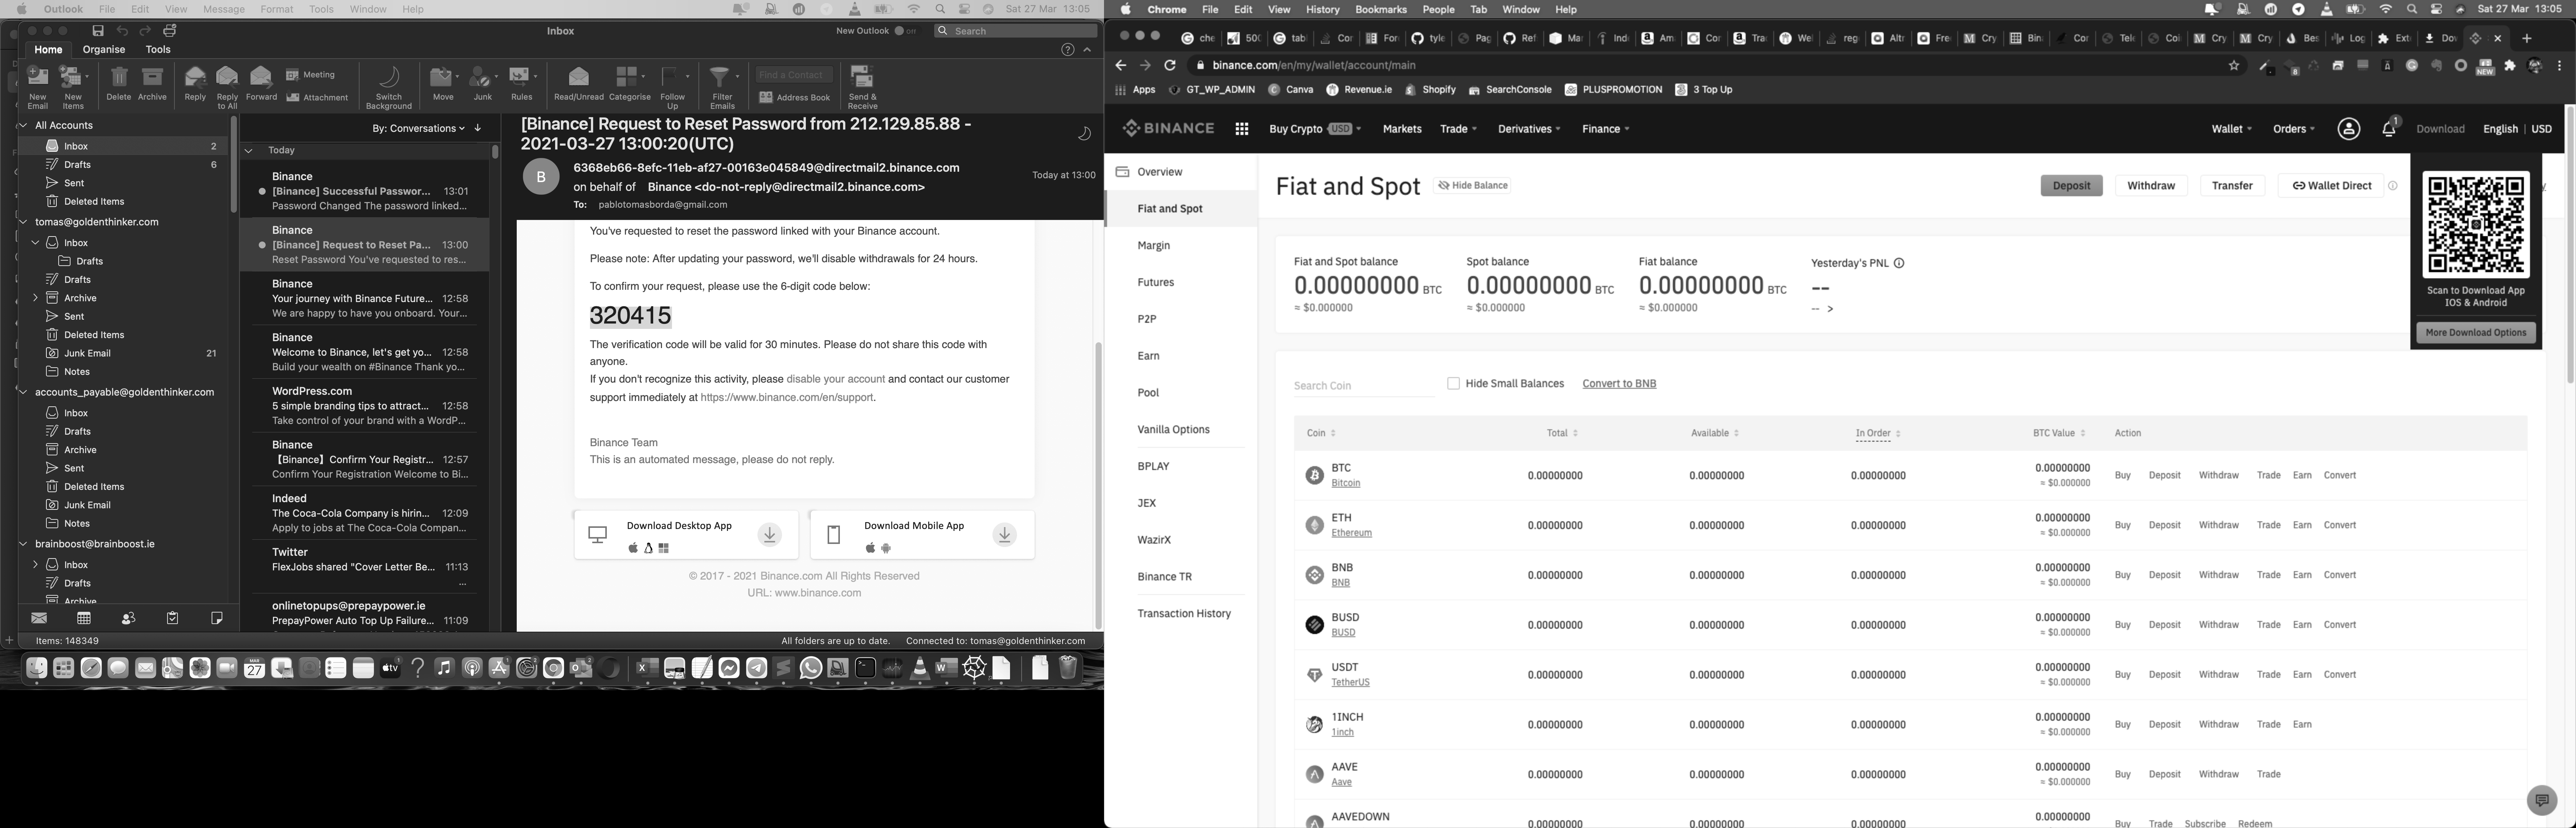 Outlook File Edit View Message Format Tools Window Help
Sat 27 Mar 13:05
Inbox
New Outlook
Search
Home Organise Tools
New Email
New Items
Delete
Archive
Reply
Reply to All
Forward
Meeting
Attachment
Switch Background
Move
Junk
Rules
Read/Unread
Categorise
Follow Up
Filter Emails
Find a Contact
Address Book
Send & Receive
All Accounts
Inbox 2
Drafts 6
Sent
Deleted Items
tomas@goldenthinker.com
Inbox
Drafts
Drafts
Archive
Sent
Deleted Items
Junk Email 21
Notes
accounts_payable@goldenthinker.com
Inbox
Drafts
Archive
Sent
Deleted Items
Junk Email
Notes
brainboost@brainboost.ie
Inbox
Drafts
Archive
Items: 148349
By: Conversations
Today
Binance
[Binance] Successful Passwor... 13:01
Password Changed The password linked...
Binance
[Binance] Request to Reset Pa... 13:00
Reset Password You've requested to res...
Binance
Your journey with Binance Future... 12:58
We are happy to have you onboard. Your...
Binance
Welcome to Binance, let's get yo... 12:58
Build your wealth on #Binance Thank yo...
WordPress.com
5 simple branding tips to attract... 12:58
Take control of your brand with a WordP...
Binance
【Binance】Confirm Your Registr... 12:57
Confirm Your Registration Welcome to Bi...
Indeed
The Coca-Cola Company is hirin... 12:09
Apply to jobs at The Coca-Cola Compan...
Twitter
FlexJobs shared "Cover Letter Be... 11:13
...
onlinetopups@prepaypower.ie
PrepayPower Auto Top Up Failure... 11:09
[Binance] Request to Reset Password from 212.129.85.88 -
2021-03-27 13:00:20(UTC)
B
6368eb66-8efc-11eb-af27-00163e045849@directmail2.binance.com
on behalf of Binance <do-not-reply@directmail2.binance.com>
Today at 13:00
To: pablotomasborda@gmail.com
You've requested to reset the password linked with your Binance account.
Please note: After updating your password, we'll disable withdrawals for 24 hours.
To confirm your request, please use the 6-digit code below:
320415
The verification code will be valid for 30 minutes. Please do not share this code with
anyone.
If you don't recognize this activity, please disable your account and contact our customer
support immediately at https://www.binance.com/en/support.
Binance Team
This is an automated message, please do not reply.
Download Desktop App
Download Mobile App
© 2017 - 2021 Binance.com All Rights Reserved
URL: www.binance.com
All folders are up to date. Connected to: tomas@goldenthinker.com
MAR
27
tv
Chrome File Edit View History Bookmarks People Tab Window Help
Sat 27 Mar 13:05
che 500 tabl Cor For tyle Pag Ref. Mar Ind Am Cor Tra Wel reg Altr Fre Cry Bin Cor Tele Coi Cry Cry Bes Log Ext Dov
binance.com/en/my/wallet/account/main
NEW
Apps GT_WP_ADMIN Canva Revenue.ie Shopify SearchConsole PLUSPROMOTION 3 Top Up
BINANCE
Buy Crypto USD Markets Trade Derivatives Finance
Wallet Orders 1 Download English | USD
Overview
Fiat and Spot
Margin
Futures
P2P
Earn
Pool
Vanilla Options
BPLAY
JEX
WazirX
Binance TR
Transaction History
Fiat and Spot
Hide Balance
Deposit Withdraw Transfer Wallet Direct
Scan to Download App
IOS & Android
More Download Options
Fiat and Spot balance
0.00000000 BTC
≈ $0.000000
Spot balance
0.00000000 BTC
≈ $0.000000
Fiat balance
0.00000000 BTC
≈ $0.000000
Yesterday's PNL
--
-- >
Search Coin
Hide Small Balances
Convert to BNB
Coin Total Available In Order BTC Value Action
BTC
Bitcoin
0.00000000 0.00000000 0.00000000 0.00000000
≈ $0.000000
Buy Deposit Withdraw Trade Earn Convert
ETH
Ethereum
0.00000000 0.00000000 0.00000000 0.00000000
≈ $0.000000
Buy Deposit Withdraw Trade Earn Convert
BNB
BNB
0.00000000 0.00000000 0.00000000 0.00000000
≈ $0.000000
Buy Deposit Withdraw Trade Earn Convert
BUSD
BUSD
0.00000000 0.00000000 0.00000000 0.00000000
≈ $0.000000
Buy Deposit Withdraw Trade Earn Convert
USDT
TetherUS
0.00000000 0.00000000 0.00000000 0.00000000
≈ $0.000000
Buy Deposit Withdraw Trade Earn Convert
1INCH
1inch
0.00000000 0.00000000 0.00000000 0.00000000
≈ $0.000000
Buy Deposit Withdraw Trade Earn
AAVE
Aave
0.00000000 0.00000000 0.00000000 0.00000000
≈ $0.000000
Buy Deposit Withdraw Trade
AAVEDOWN
0.00000000 0.00000000 0.00000000 0.00000000
Buy Trade Subscribe Redeem